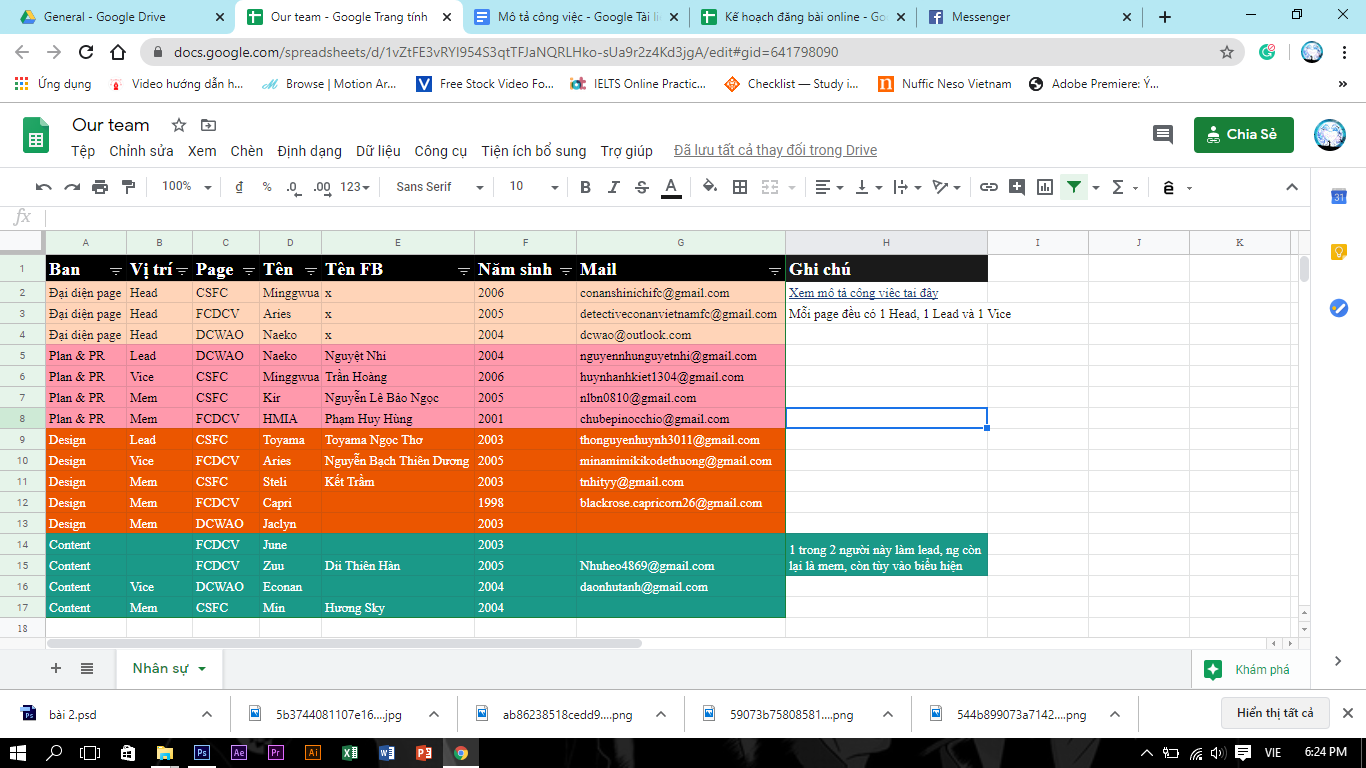 General - Google Drive
Our team - Google Trang tính
Mô tả công việc - Google Tài li
Kế hoạch đăng bài online - Go
Messenger
docs.google.com/spreadsheets/d/1vZtFE3vRYl954S3qtTFJaNQRLHko-sUa9r2z4Kd3jgA/edit#gid=641798090
Ứng dụng Video hướng dẫn h... Browse | Motion Ar... Free Stock Video Fo... IELTS Online Practic... Checklist — Study i... Nuffic Neso Vietnam Adobe Premiere: Ý...
Our team
Chia Sẻ
Tệp Chỉnh sửa Xem Chèn Định dạng Dữ liệu Công cụ Tiện ích bổ sung Trợ giúp Đã lưu tất cả thay đổi trong Drive
100% đ % .0 .00 123 Sans Serif 10 B I S A Σ ê
fx
A B C D E F G H I J K
1 Ban Vị trí Page Tên Tên FB Năm sinh Mail Ghi chú
2 Đại diện page Head CSFC Minggwua x 2006 conanshinichifc@gmail.com Xem mô tả công việc tại đây
3 Đại diện page Head FCDCV Aries x 2005 detectiveconanvietnamfc@gmail.com Mỗi page đều có 1 Head, 1 Lead và 1 Vice
4 Đại diện page Head DCWAO Naeko x 2004 dcwao@outlook.com
5 Plan & PR Lead DCWAO Naeko Nguyệt Nhi 2004 nguyennhunguyetnhi@gmail.com
6 Plan & PR Vice CSFC Minggwua Trần Hoàng 2006 huynhanhkiet1304@gmail.com
7 Plan & PR Mem CSFC Kir Nguyễn Lê Bảo Ngọc 2005 nlbn0810@gmail.com
8 Plan & PR Mem FCDCV HMIA Phạm Huy Hùng 2001 chubepinocchio@gmail.com
9 Design Lead CSFC Toyama Toyama Ngọc Thơ 2003 thonguyenhuynh3011@gmail.com
10 Design Vice FCDCV Aries Nguyễn Bạch Thiên Dương 2005 minamimikikodethuong@gmail.com
11 Design Mem CSFC Steli Kết Trầm 2003 tnhityy@gmail.com
12 Design Mem FCDCV Capri 1998 blackrose.capricorn26@gmail.com
13 Design Mem DCWAO Jaclyn 2003
14 Content FCDCV June 2003
1 trong 2 người này làm lead, ng còn
15 Content FCDCV Zuu Dii Thiên Hàn 2005 Nhuheo4869@gmail.com
lại là mem, còn tùy vào biểu hiện
16 Content Vice DCWAO Econan 2004 daonhutanh@gmail.com
17 Content Mem CSFC Min Hương Sky 2004
18
Nhân sự
Khám phá
bài 2.psd
5b3744081107e16....jpg
ab86238518cedd9....png
59073b75808581....png
544b899073a7142....png
Hiển thị tất cả
VIE 6:24 PM